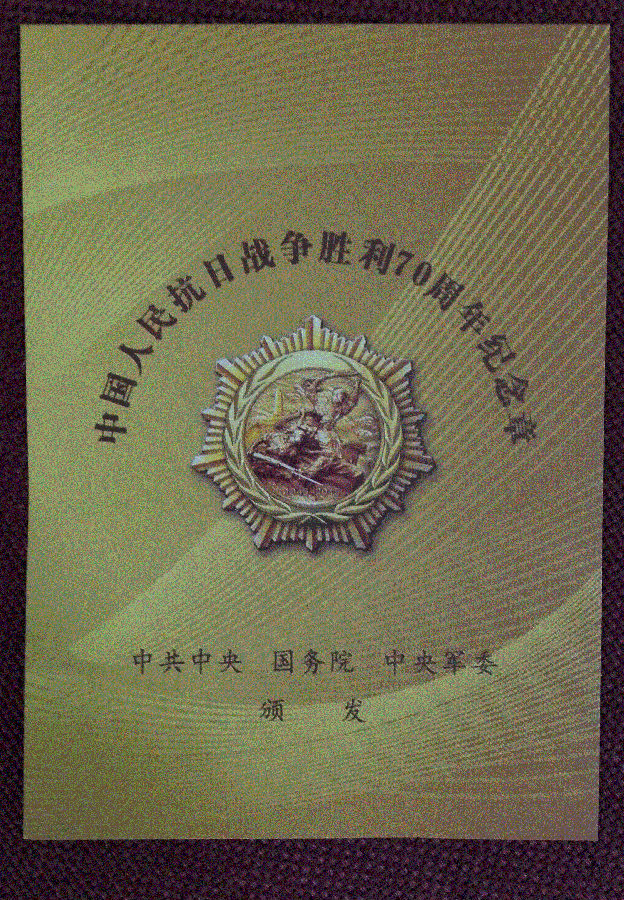 中国人民抗日战争胜利70周年纪念章
中共中央 国务院 中央军委
颁 发